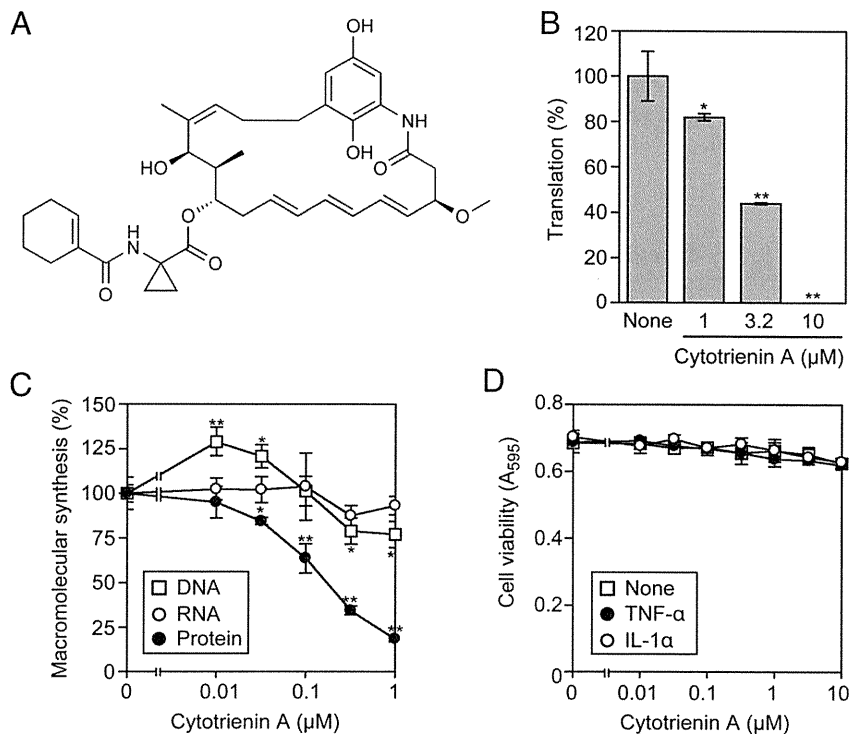 A
OH
NH
OH
O
HO
O
O
O
H
N
O
B
Translation (%)
120
100
80
60
40
20
0
*
**
**
None 1 3.2 10
Cytotrienin A (μM)
C
Macromolecular synthesis (%)
150
125
100
75
50
25
0
**
*
*
**
*
**
*
**
DNA
RNA
Protein
0 0.01 0.1 1
Cytotrienin A (μM)
D
Cell viability (A595)
0.8
0.6
0.4
0.2
0
None
TNF-α
IL-1α
0 0.01 0.1 1 10
Cytotrienin A (μM)